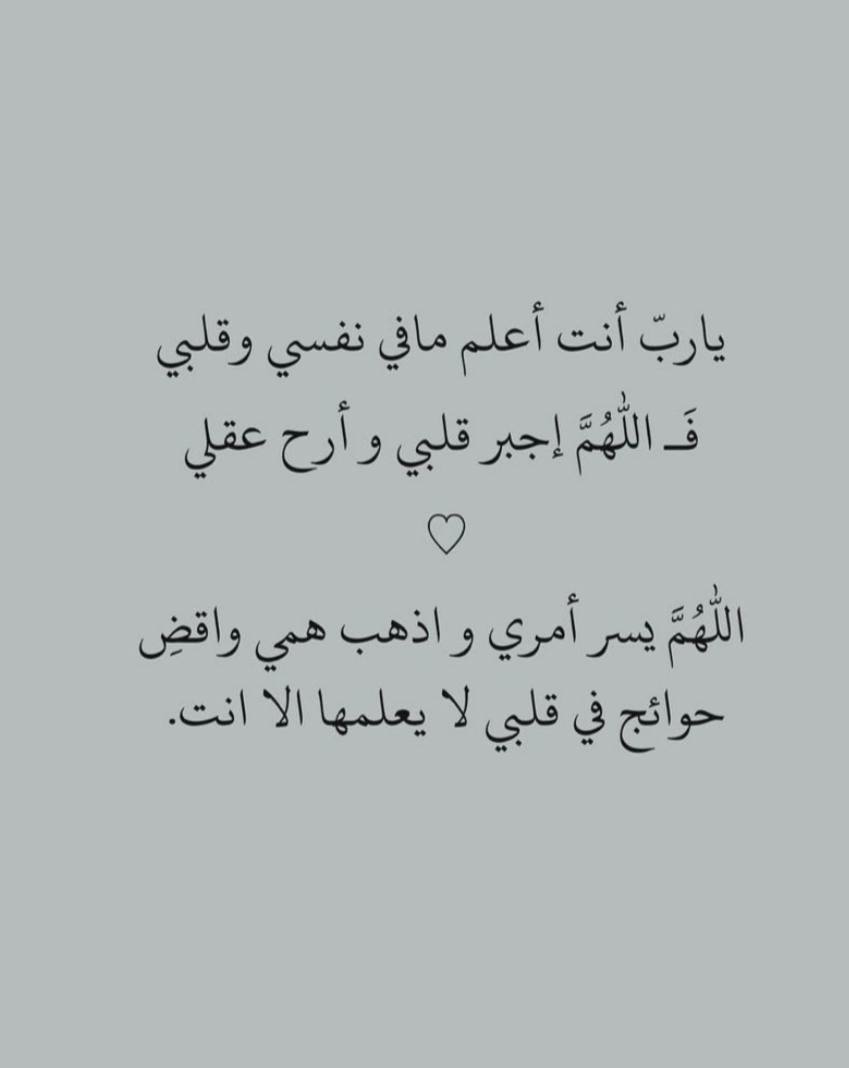 ياربّ أنت أعلم مافي نفسي وقلبي
فَـ اللّٰهُمَّ إجبر قلبي و أرح عقلي
♡
اللّٰهُمَّ يسر أمري و اذهب همي واقضِ
حوائج في قلبي لا يعلمها الا انت.